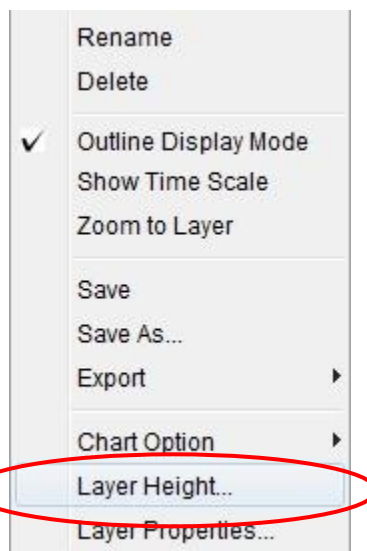 Rename
Delete
Outline Display Mode
Show Time Scale
Zoom to Layer
Save
Save As...
Export
Chart Option
Layer Height...
Layer Properties...